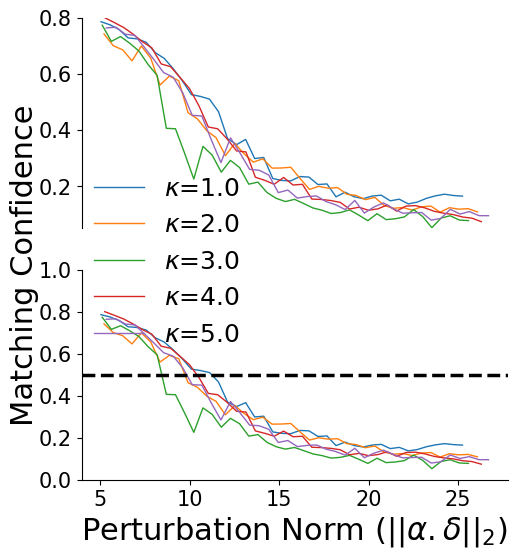 0.8
0.6
0.4
0.2
κ=1.0
κ=2.0
κ=3.0
κ=4.0
κ=5.0
Matching Confidence
1.0
0.8
0.6
0.4
0.2
0.0
5 10 15 20 25
Perturbation Norm (||α.δ||₂)